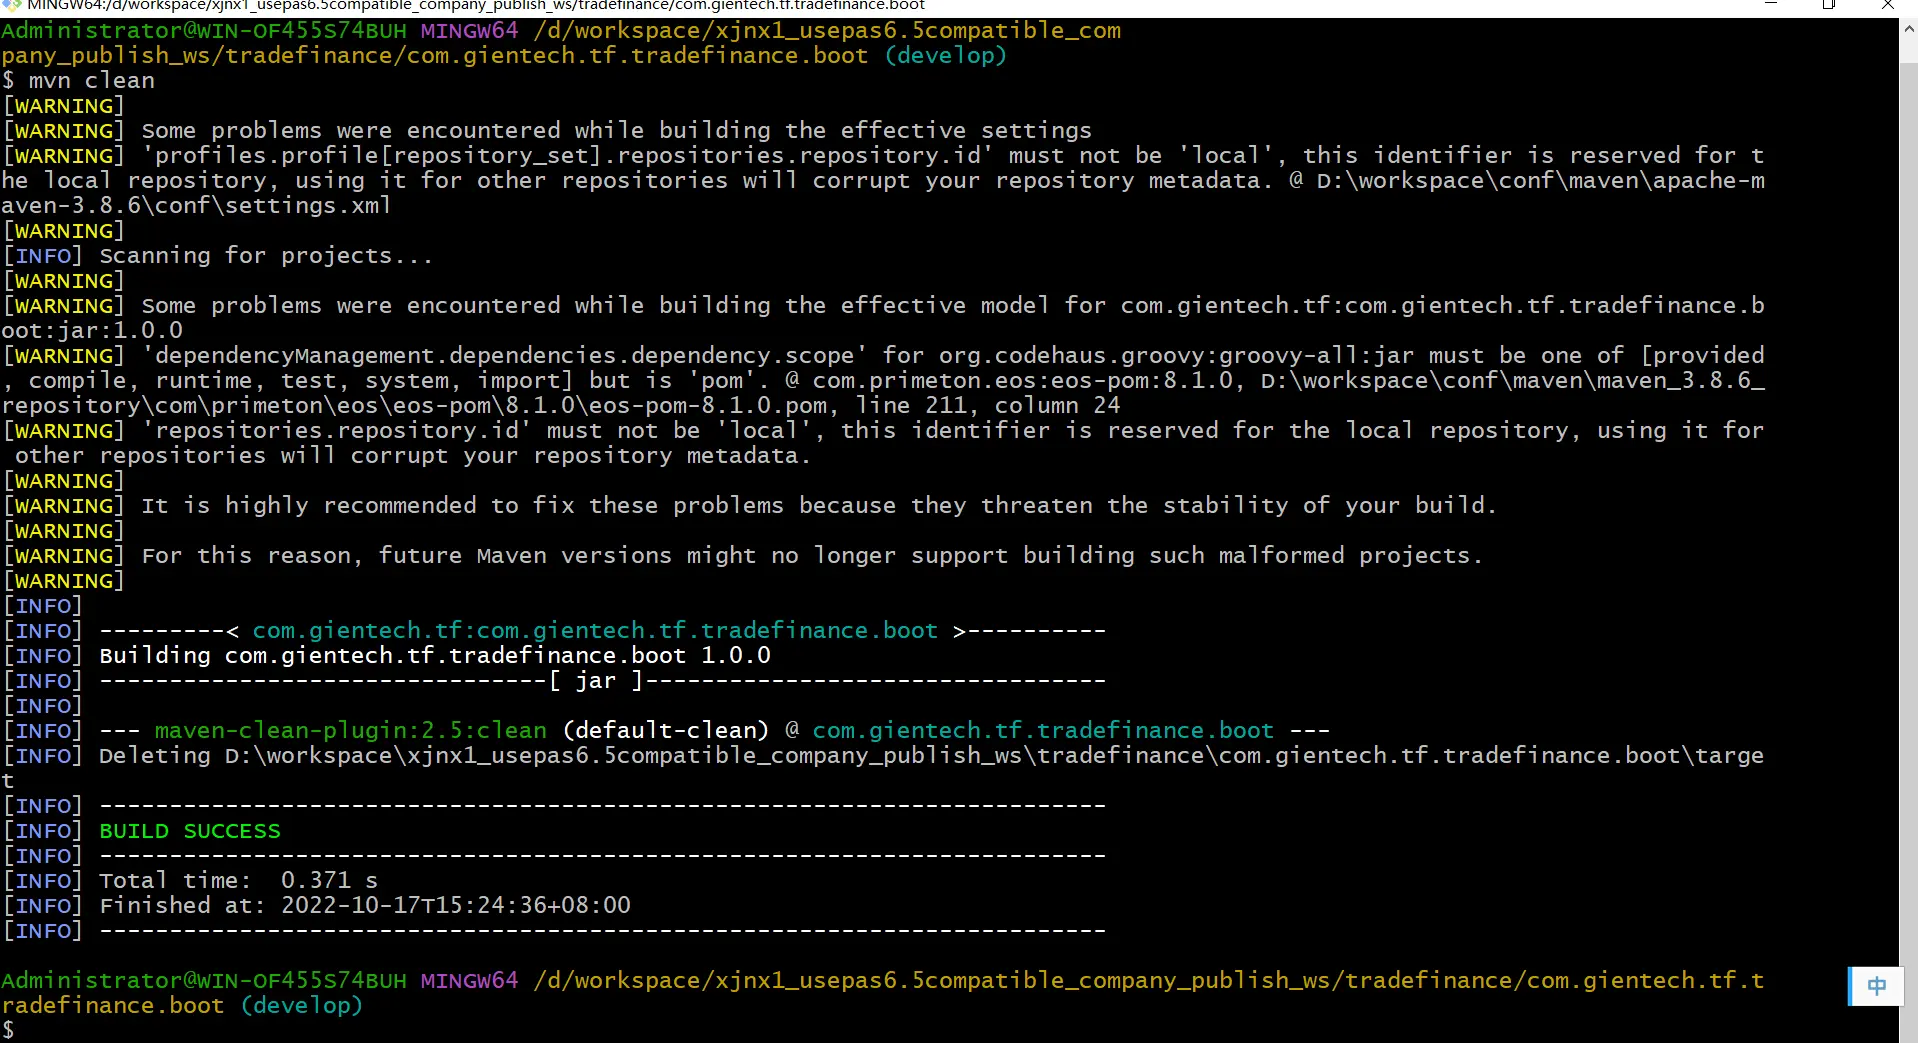 MINGW64:/d/workspace/xjnx1_usepas6.5compatible_company_publish_ws/tradefinance/com.gientech.tf.tradefinance.boot
Administrator@WIN-OF455S74BUH MINGW64 /d/workspace/xjnx1_usepas6.5compatible_com
pany_publish_ws/tradefinance/com.gientech.tf.tradefinance.boot (develop)
$ mvn clean
[WARNING]
[WARNING] Some problems were encountered while building the effective settings
[WARNING] 'profiles.profile[repository_set].repositories.repository.id' must not be 'local', this identifier is reserved for t
he local repository, using it for other repositories will corrupt your repository metadata. @ D:\workspace\conf\maven\apache-m
aven-3.8.6\conf\settings.xml
[WARNING]
[INFO] Scanning for projects...
[WARNING]
[WARNING] Some problems were encountered while building the effective model for com.gientech.tf:com.gientech.tf.tradefinance.b
oot:jar:1.0.0
[WARNING] 'dependencyManagement.dependencies.dependency.scope' for org.codehaus.groovy:groovy-all:jar must be one of [provided
, compile, runtime, test, system, import] but is 'pom'. @ com.primeton.eos:eos-pom:8.1.0, D:\workspace\conf\maven\maven_3.8.6_
repository\com\primeton\eos\eos-pom\8.1.0\eos-pom-8.1.0.pom, line 211, column 24
[WARNING] 'repositories.repository.id' must not be 'local', this identifier is reserved for the local repository, using it for
 other repositories will corrupt your repository metadata.
[WARNING]
[WARNING] It is highly recommended to fix these problems because they threaten the stability of your build.
[WARNING]
[WARNING] For this reason, future Maven versions might no longer support building such malformed projects.
[WARNING]
[INFO]
[INFO] ---------< com.gientech.tf:com.gientech.tf.tradefinance.boot >----------
[INFO] Building com.gientech.tf.tradefinance.boot 1.0.0
[INFO] --------------------------------[ jar ]---------------------------------
[INFO]
[INFO] --- maven-clean-plugin:2.5:clean (default-clean) @ com.gientech.tf.tradefinance.boot ---
[INFO] Deleting D:\workspace\xjnx1_usepas6.5compatible_company_publish_ws\tradefinance\com.gientech.tf.tradefinance.boot\targe
t
[INFO] ------------------------------------------------------------------------
[INFO] BUILD SUCCESS
[INFO] ------------------------------------------------------------------------
[INFO] Total time:  0.371 s
[INFO] Finished at: 2022-10-17T15:24:36+08:00
[INFO] ------------------------------------------------------------------------
Administrator@WIN-OF455S74BUH MINGW64 /d/workspace/xjnx1_usepas6.5compatible_company_publish_ws/tradefinance/com.gientech.tf.t
radefinance.boot (develop)
$
中